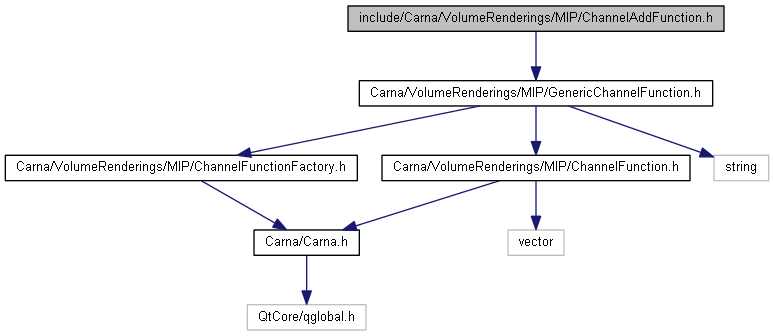 include/Carna/VolumeRenderings/MIP/ChannelAddFunction.h
Carna/VolumeRenderings/MIP/GenericChannelFunction.h
Carna/VolumeRenderings/MIP/ChannelFunctionFactory.h
Carna/VolumeRenderings/MIP/ChannelFunction.h
string
Carna/Carna.h
vector
QtCore/qglobal.h